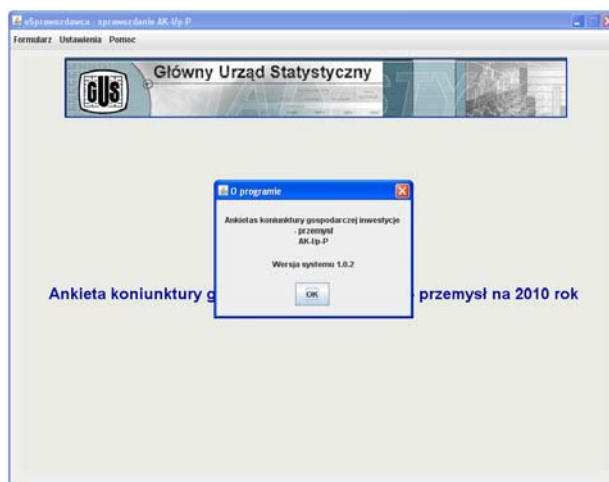 eSprawozdawca - sprawozdanie AK-I/p-P
Formularz Ustawienia Pomoc
GUS Główny Urząd Statystyczny
O programie
Ankietas koniunktury gospodarczej inwestycje
- przemysł
AK-I/p-P
Wersja systemu 1.0.2
OK
Ankieta koniunktury g - przemysł na 2010 rok